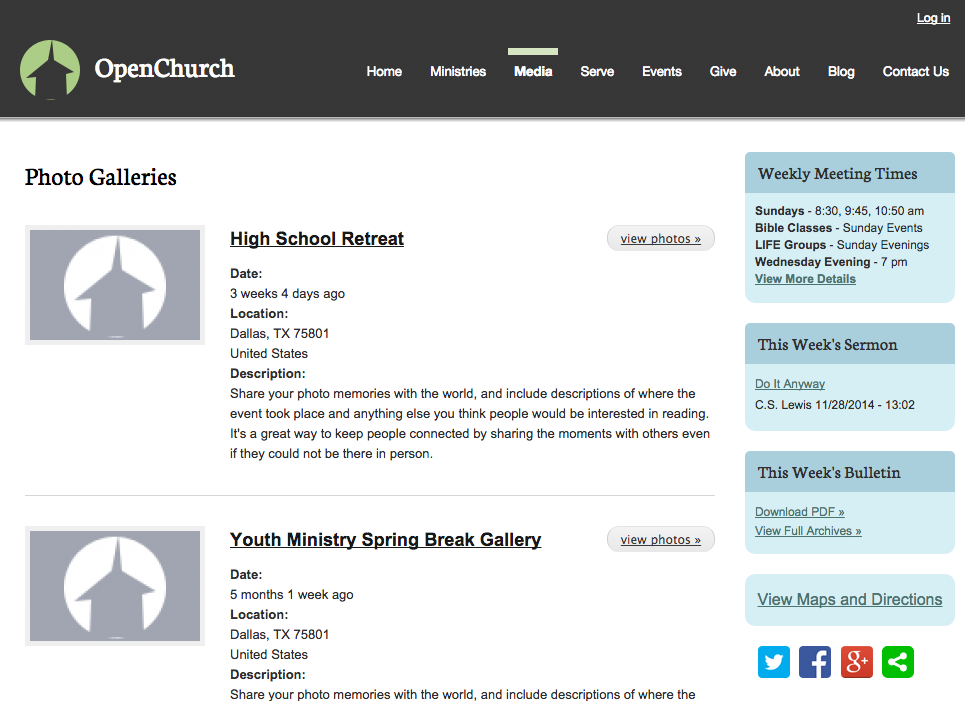 Log in
OpenChurch
Home Ministries Media Serve Events Give About Blog Contact Us
Photo Galleries
High School Retreat
view photos »
Date:
3 weeks 4 days ago
Location:
Dallas, TX 75801
United States
Description:
Share your photo memories with the world, and include descriptions of where the
event took place and anything else you think people would be interested in reading.
It's a great way to keep people connected by sharing the moments with others even
if they could not be there in person.
Youth Ministry Spring Break Gallery
view photos »
Date:
5 months 1 week ago
Location:
Dallas, TX 75801
United States
Description:
Share your photo memories with the world, and include descriptions of where the
Weekly Meeting Times
Sundays - 8:30, 9:45, 10:50 am
Bible Classes - Sunday Events
LIFE Groups - Sunday Evenings
Wednesday Evening - 7 pm
View More Details
This Week's Sermon
Do It Anyway
C.S. Lewis 11/28/2014 - 13:02
This Week's Bulletin
Download PDF »
View Full Archives »
View Maps and Directions
f g+